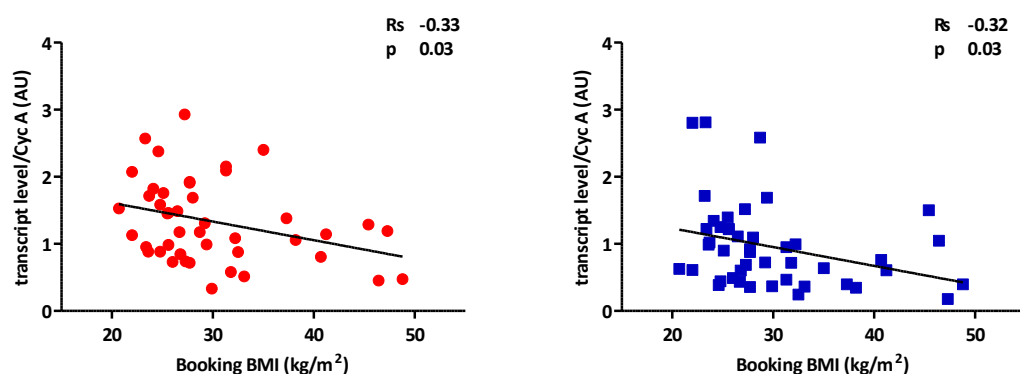 Rs -0.33
p 0.03
transcript level/Cyc A (AU)
4
3
2
1
0
20 30 40 50
Booking BMI (kg/m²)
Rs -0.32
p 0.03
transcript level/Cyc A (AU)
4
3
2
1
0
20 30 40 50
Booking BMI (kg/m²)